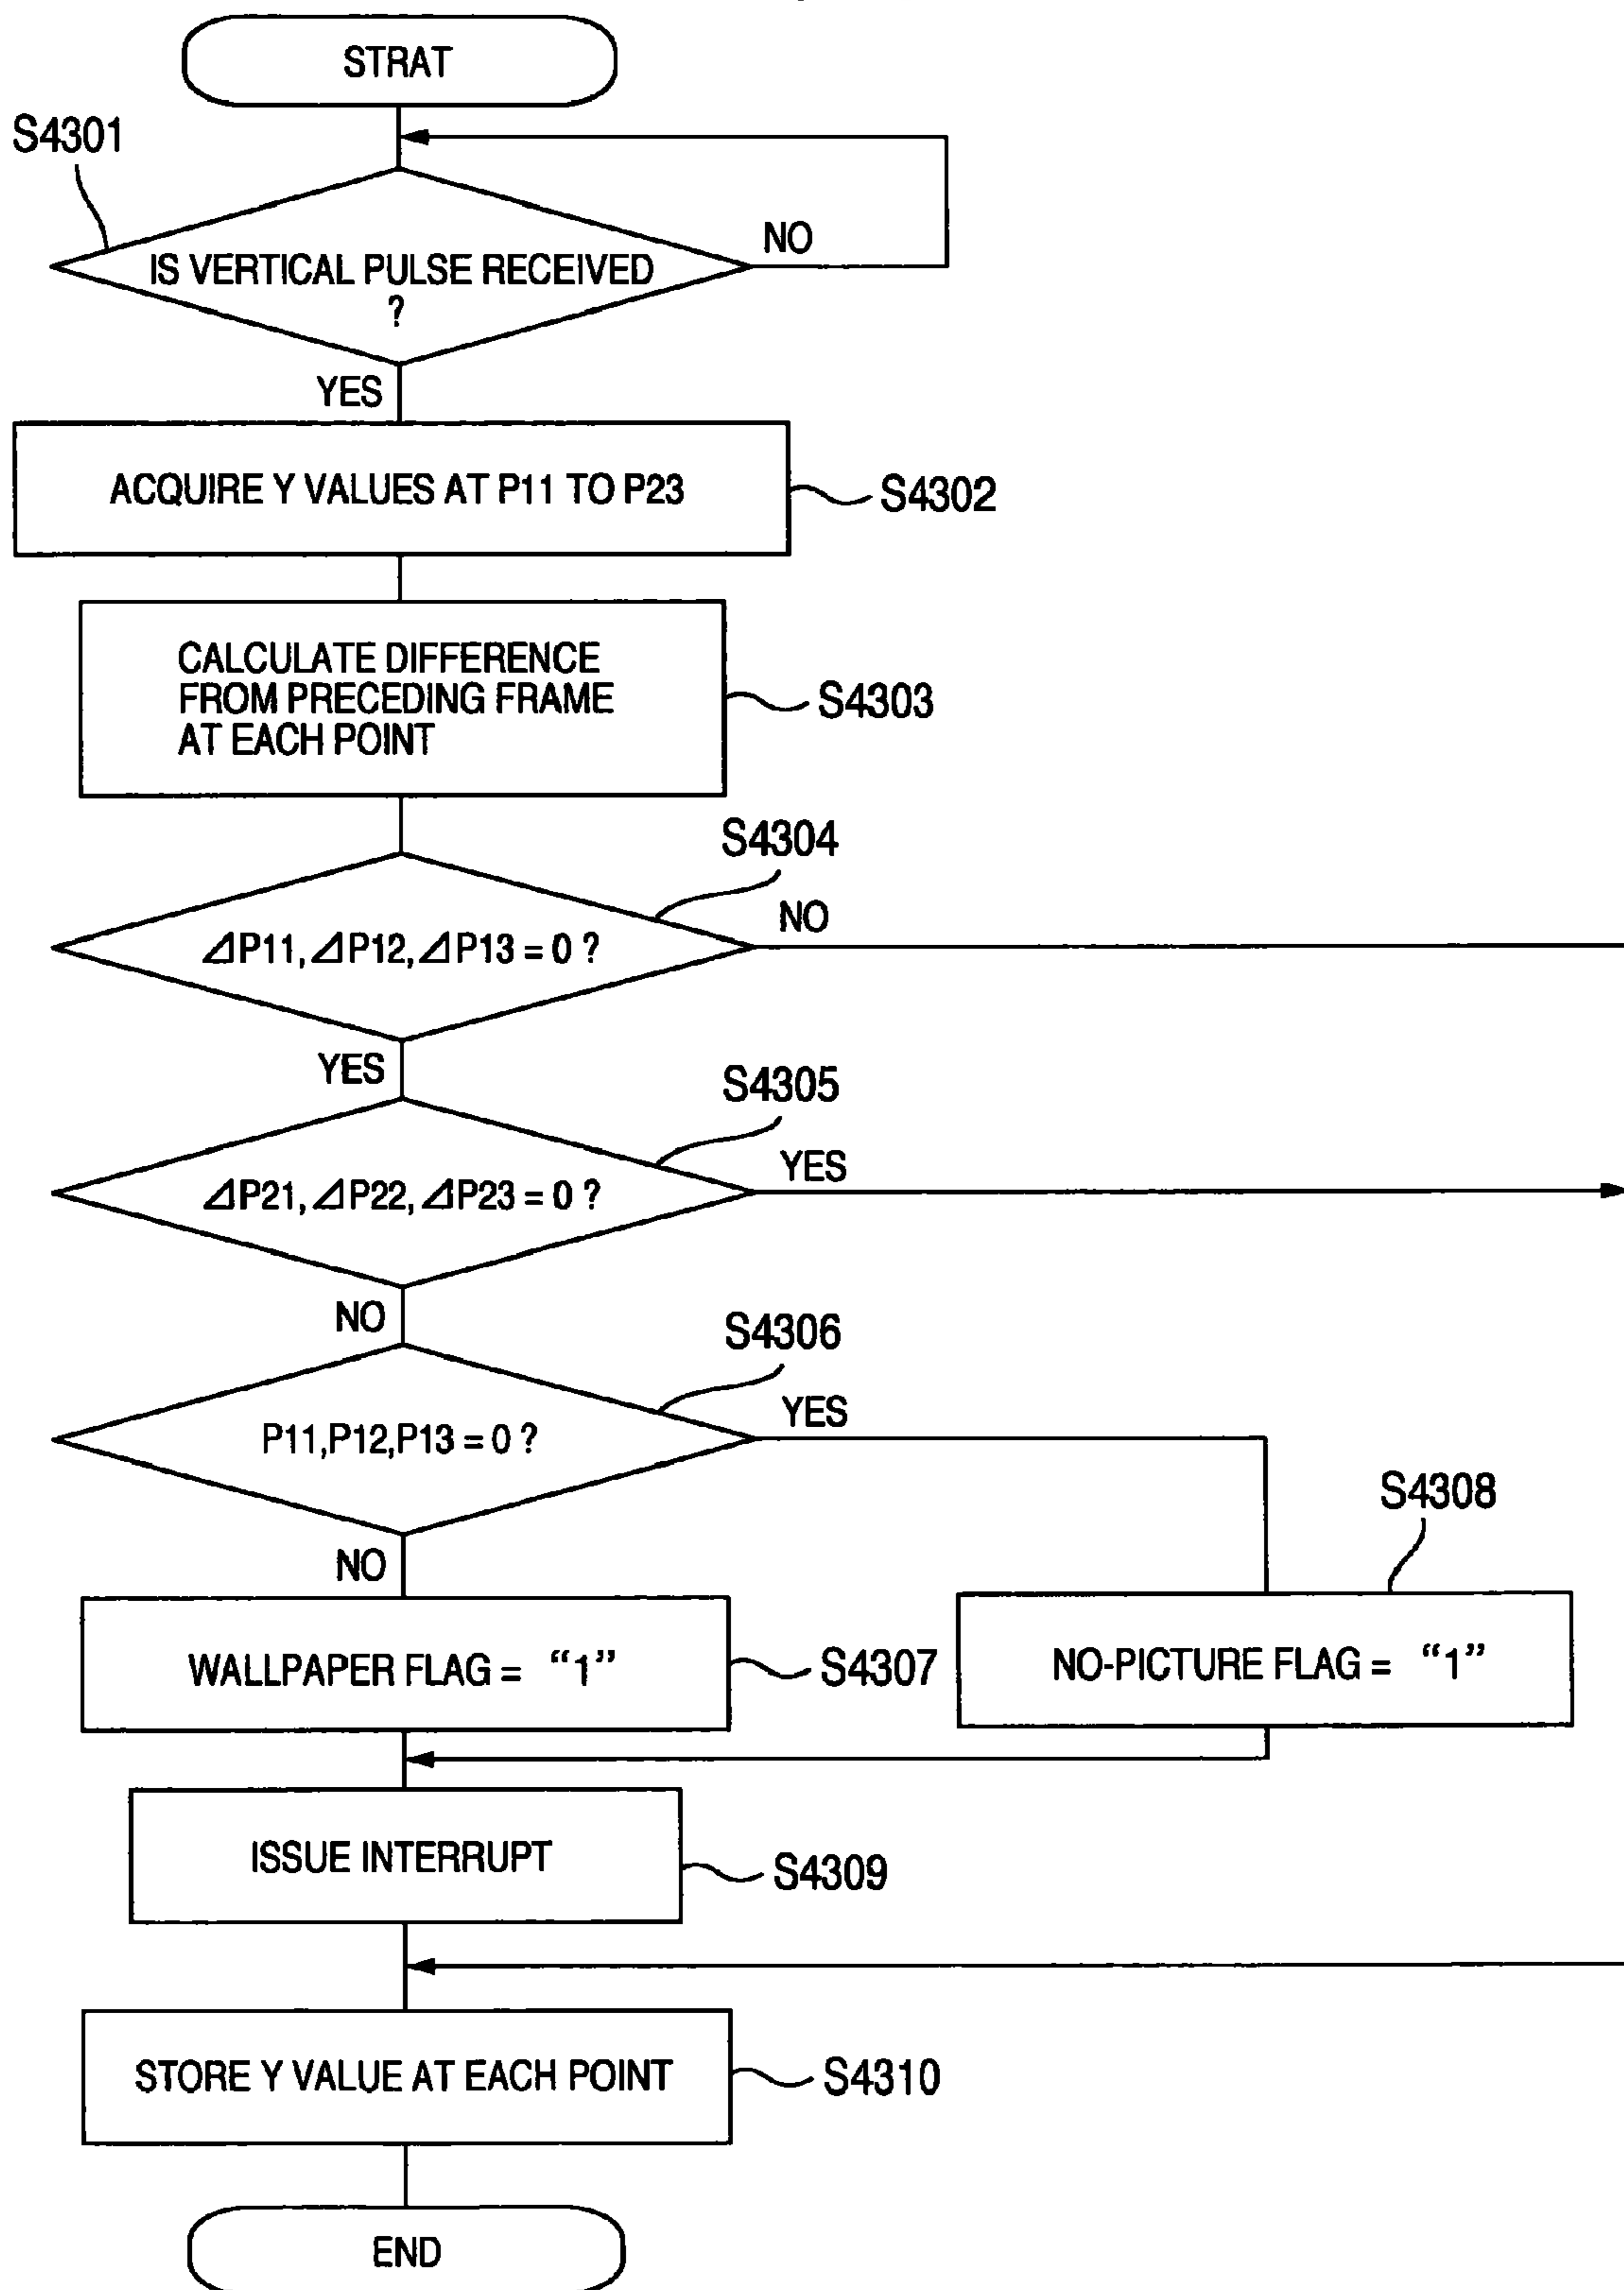 STRAT
S4301
NO
IS VERTICAL PULSE RECEIVED
?
YES
ACQUIRE Y VALUES AT P11 TO P23
S4302
CALCULATE DIFFERENCE
FROM PRECEDING FRAME
AT EACH POINT
S4303
S4304
NO
⊿P11, ⊿P12, ⊿P13 = 0 ?
YES
S4305
YES
⊿P21, ⊿P22, ⊿P23 = 0 ?
NO
S4306
YES
P11,P12,P13 = 0 ?
S4308
NO
WALLPAPER FLAG = “1”
S4307
NO-PICTURE FLAG = “1”
ISSUE INTERRUPT
S4309
STORE Y VALUE AT EACH POINT
S4310
END